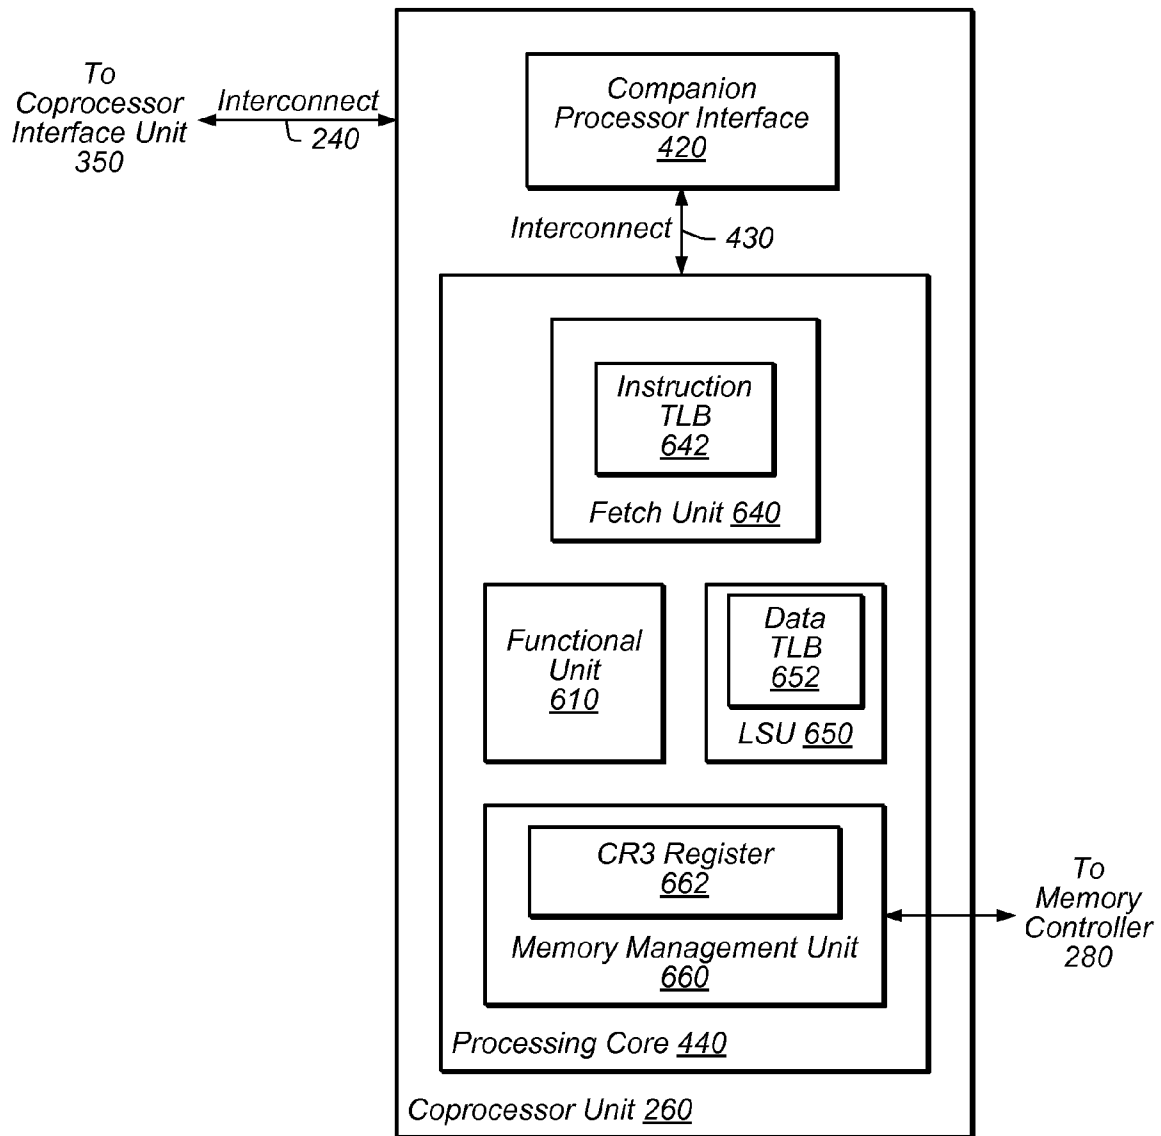 To
Coprocessor
Interface Unit
350
Interconnect
240
Companion
Processor Interface
420
Interconnect
430
Instruction
TLB
642
Fetch Unit 640
Functional
Unit
610
Data
TLB
652
LSU 650
CR3 Register
662
Memory Management Unit
660
To
Memory
Controller
280
Processing Core 440
Coprocessor Unit 260